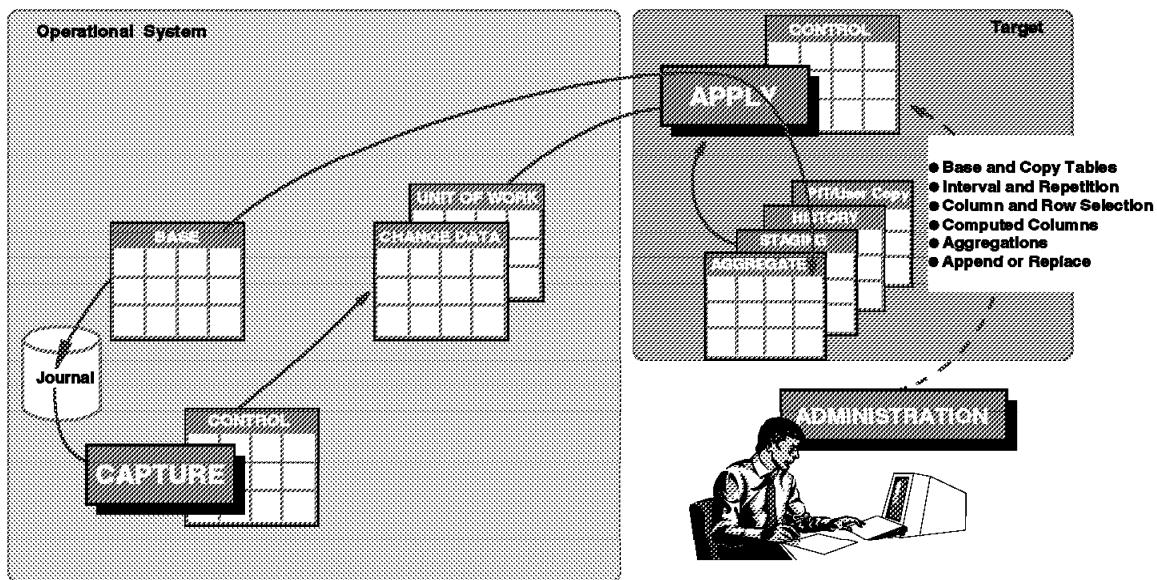 Operational System
Target
CONTROL
APPLY
● Base and Copy Tables
● Interval and Repetition
● Column and Row Selection
● Computed Columns
● Aggregations
● Append or Replace
Copy
HISTORY
STAGING
AGGREGATE
UNIT OF WORK
CHANGE DATA
BASE
Journal
CONTROL
CAPTURE
ADMINISTRATION